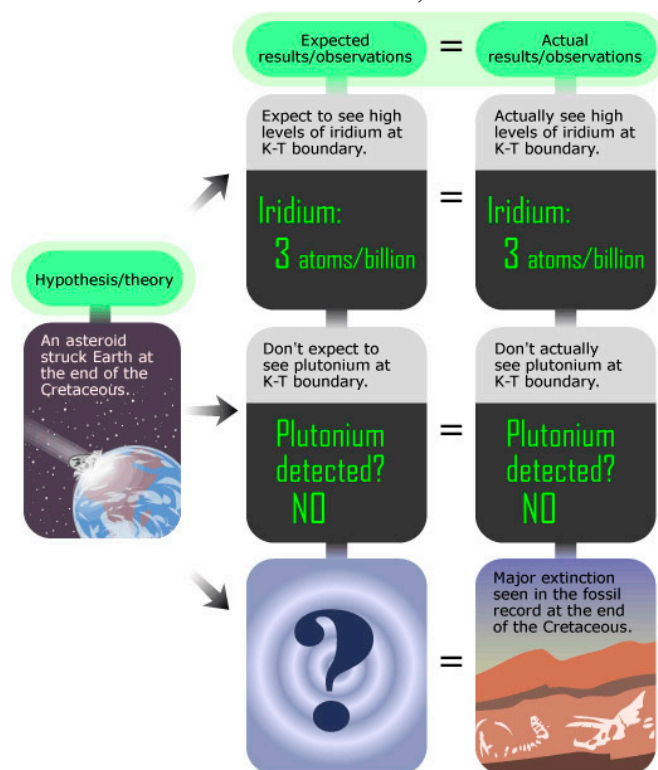 Expected
results/observations
=
Actual
results/observations
Expect to see high
levels of iridium at
K-T boundary.
Iridium:
3 atoms/billion
=
Actually see high
levels of iridium at
K-T boundary.
Iridium:
3 atoms/billion
Hypothesis/theory
An asteroid
struck Earth at
the end of the
Cretaceous.
Don't expect to
see plutonium at
K-T boundary.
Plutonium
detected?
NO
=
Don't actually
see plutonium at
K-T boundary.
Plutonium
detected?
NO
?
=
Major extinction
seen in the fossil
record at the end
of the Cretaceous.